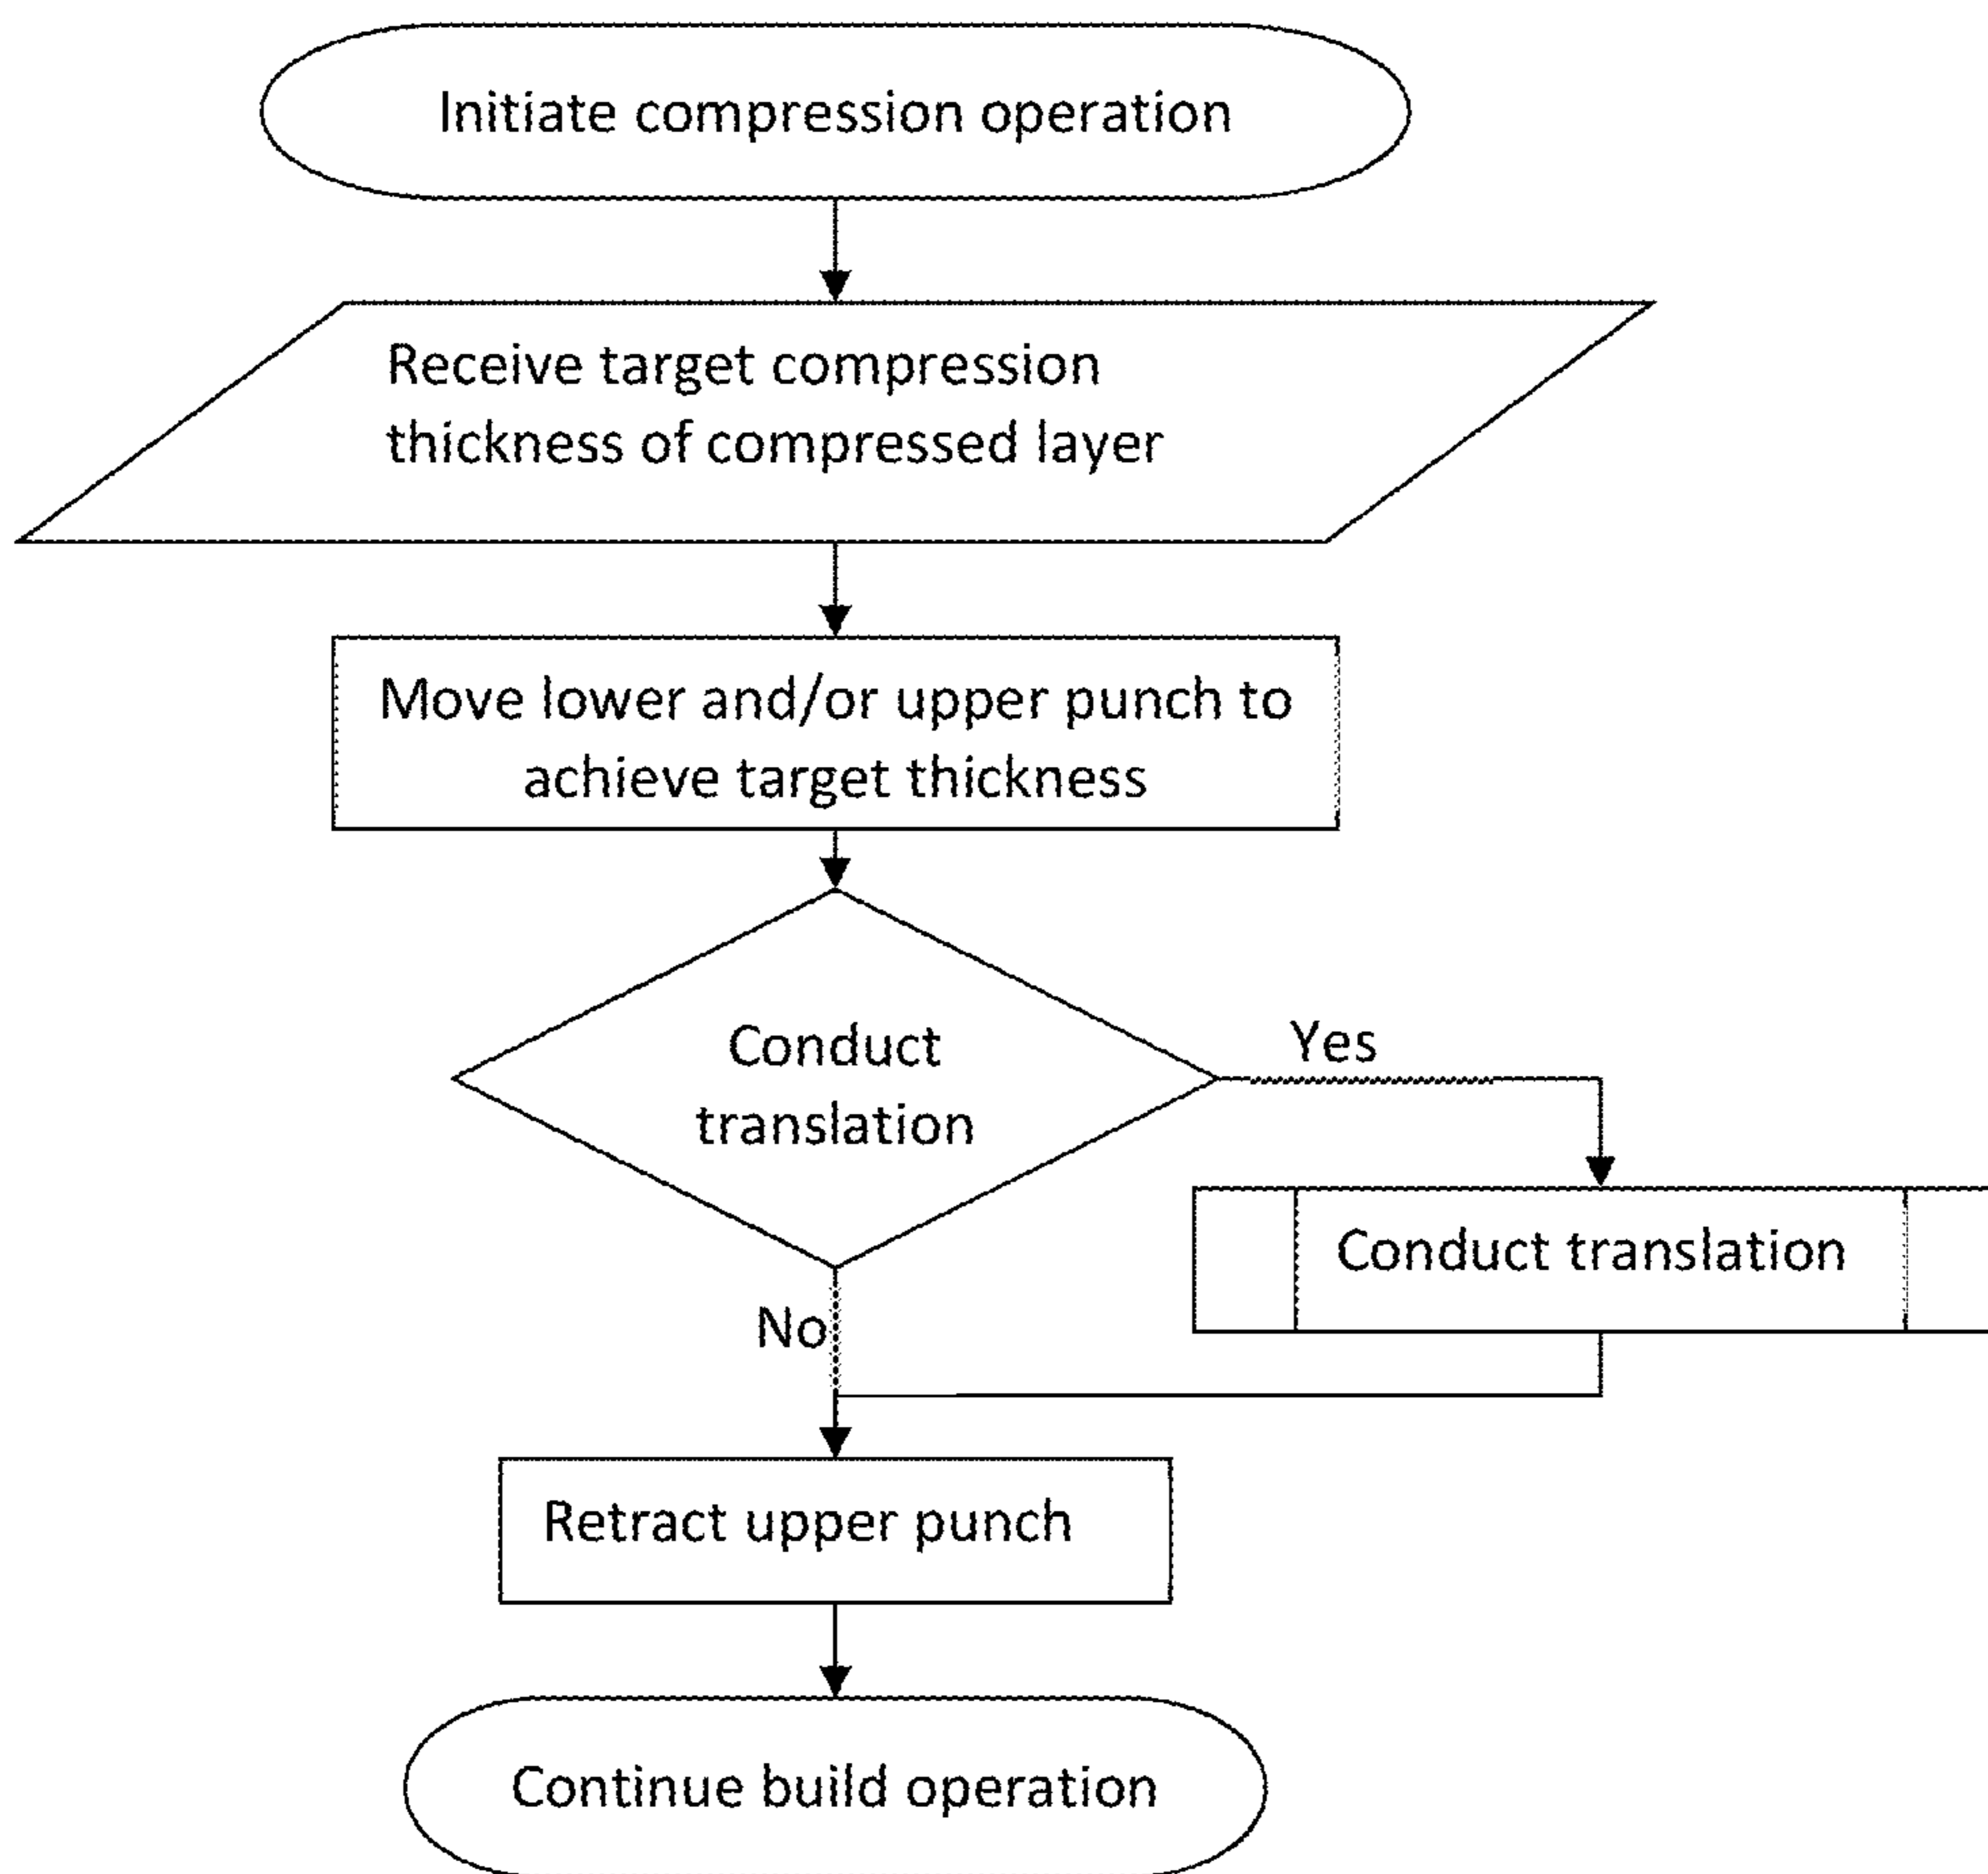 Initiate compression operation
Receive target compression
thickness of compressed layer
Move lower and/or upper punch to
achieve target thickness
Conduct
translation
Yes
Conduct translation
No
Retract upper punch
Continue build operation